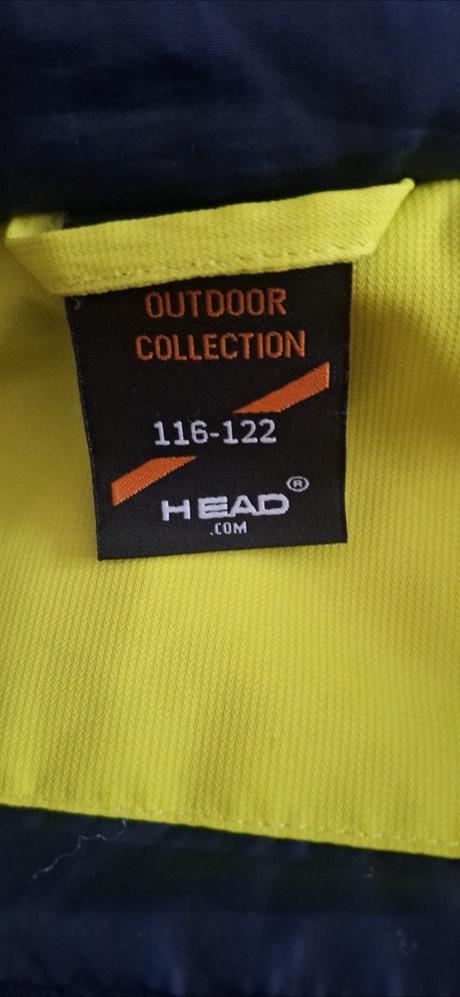 OUTDOOR
COLLECTION
116-122
HEAD®
.COM